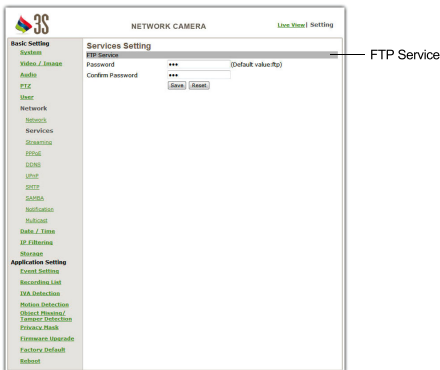 3S
NETWORK CAMERA
Live View| Setting
Basic Setting
System
Video / Image
Audio
PTZ
User
Network
Network
Services
Streaming
PPPoE
DDNS
UPnP
SMTP
SAMBA
Notification
Multicast
Date / Time
IP Filtering
Storage
Application Setting
Event Setting
Recording List
IVA Detection
Motion Detection
Object Missing/
Tamper Detection
Privacy Mask
Firmware Upgrade
Factory Default
Reboot
Services Setting
FTP Service
Password ●●● (Default value:ftp)
Confirm Password ●●●
Save Reset
FTP Service